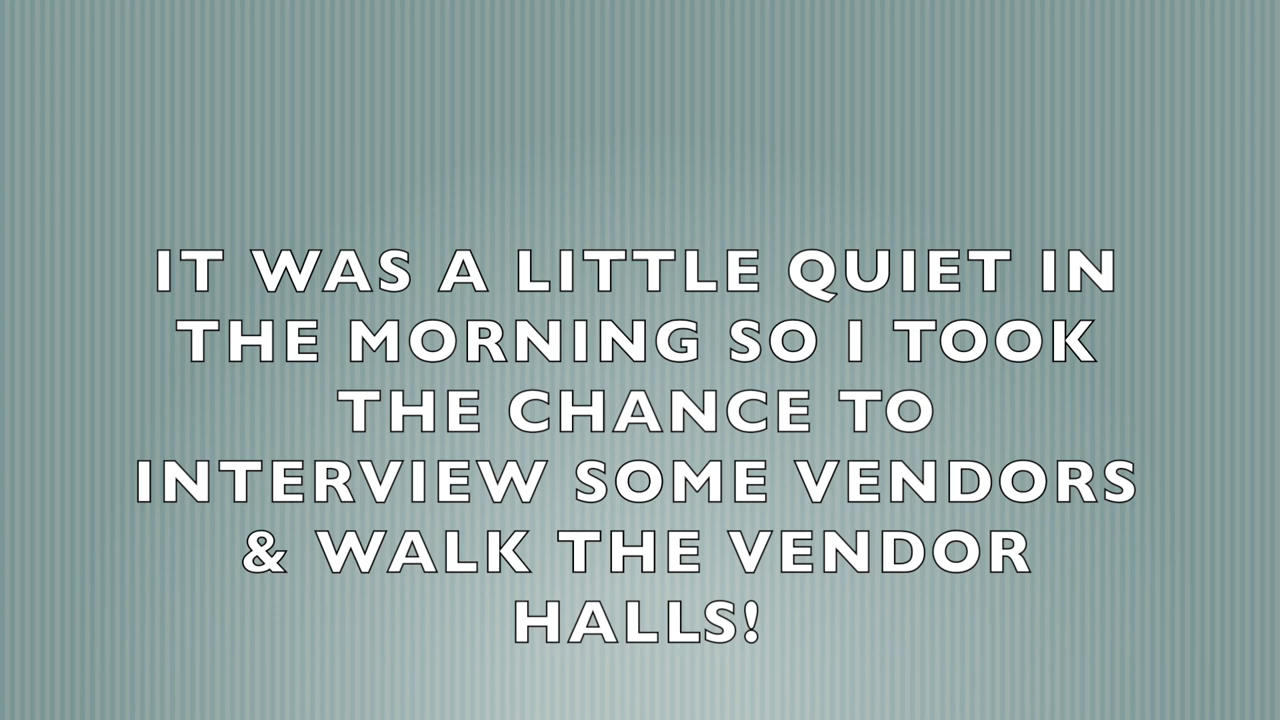 IT WAS A LITTLE QUIET IN
THE MORNING SO I TOOK
THE CHANCE TO
INTERVIEW SOME VENDORS
& WALK THE VENDOR
HALLS!